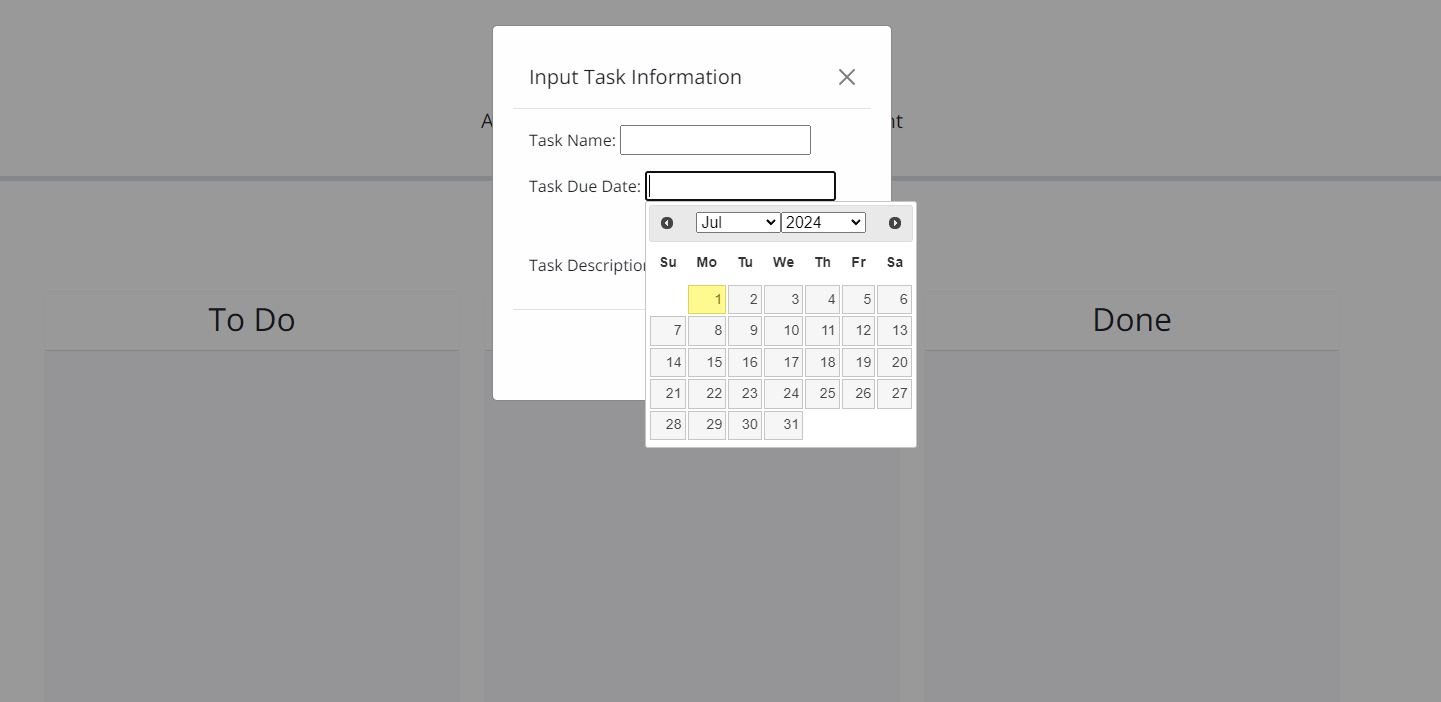 Input Task Information
Task Name:
Task Due Date:
Jul 2024
Su Mo Tu We Th Fr Sa
1 2 3 4 5 6
7 8 9 10 11 12 13
14 15 16 17 18 19 20
21 22 23 24 25 26 27
28 29 30 31
Task Description
To Do
Done